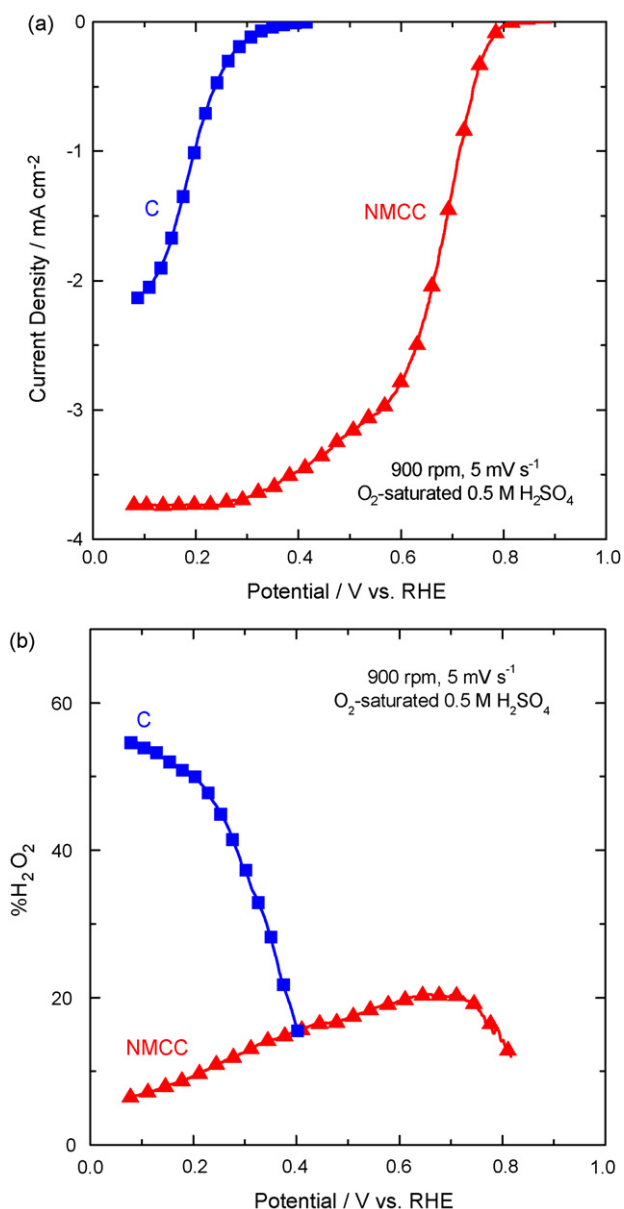 (a)
0
-1
-2
-3
-4
Current Density / mA cm⁻²
C
NMCC
900 rpm, 5 mV s⁻¹
O₂-saturated 0.5 M H₂SO₄
0.0 0.2 0.4 0.6 0.8 1.0
Potential / V vs. RHE
(b)
60
40
20
0
%H₂O₂
900 rpm, 5 mV s⁻¹
O₂-saturated 0.5 M H₂SO₄
C
NMCC
0.0 0.2 0.4 0.6 0.8 1.0
Potential / V vs. RHE